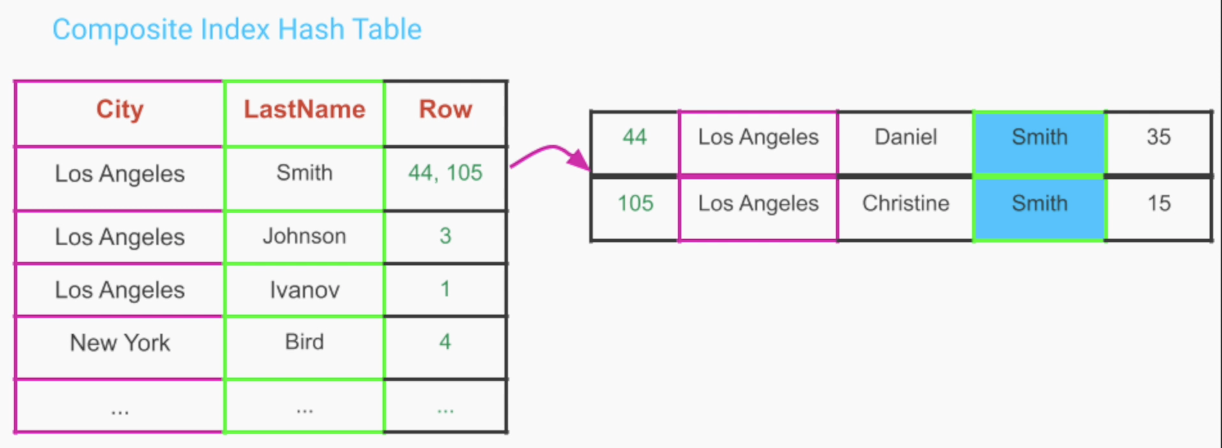 Composite Index Hash Table
City LastName Row
Los Angeles Smith 44, 105
Los Angeles Johnson 3
Los Angeles Ivanov 1
New York Bird 4
... ... ...
44 Los Angeles Daniel Smith 35
105 Los Angeles Christine Smith 15